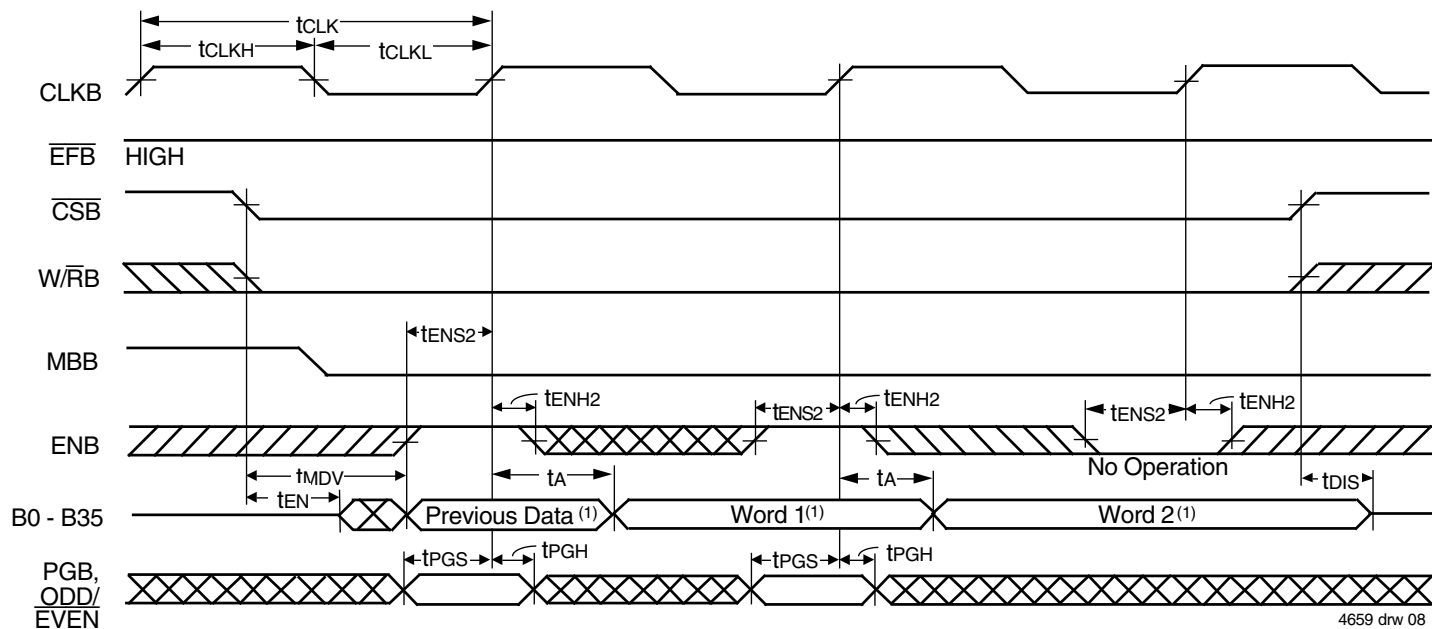 tCLK
tCLKH
tCLKL
CLKB
EFB HIGH
CSB
W/RB
tENS2
MBB
tENH2
tENS2
tENH2
tENS2
tENH2
ENB
No Operation
tMDV
tA
tA
tEN
tDIS
B0 - B35
Previous Data (1)
Word 1(1)
Word 2(1)
tPGS
tPGH
tPGS
tPGH
PGB,
ODD/
EVEN
4659 drw 08